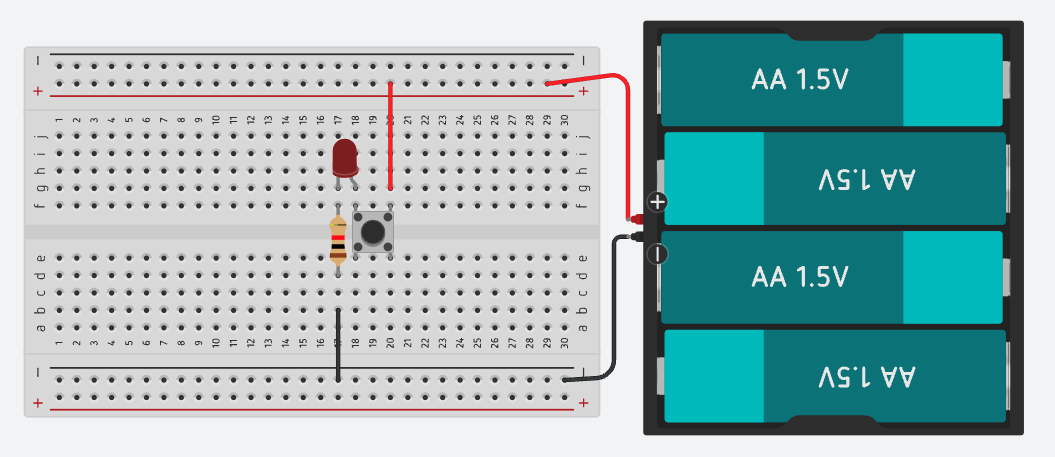 − −
+ +
1 2 3 4 5 6 7 8 9 10 11 12 13 14 15 16 17 18 19 20 21 22 23 24 25 26 27 28 29 30
j j
i i
h h
g g
f f
e e
d d
c c
b b
a a
1 2 3 4 5 6 7 8 9 10 11 12 13 14 15 16 17 18 19 20 21 22 23 24 25 26 27 28 29 30
− −
+ +
AA 1.5V
AA 1.5V
+
AA 1.5V
−
AA 1.5V